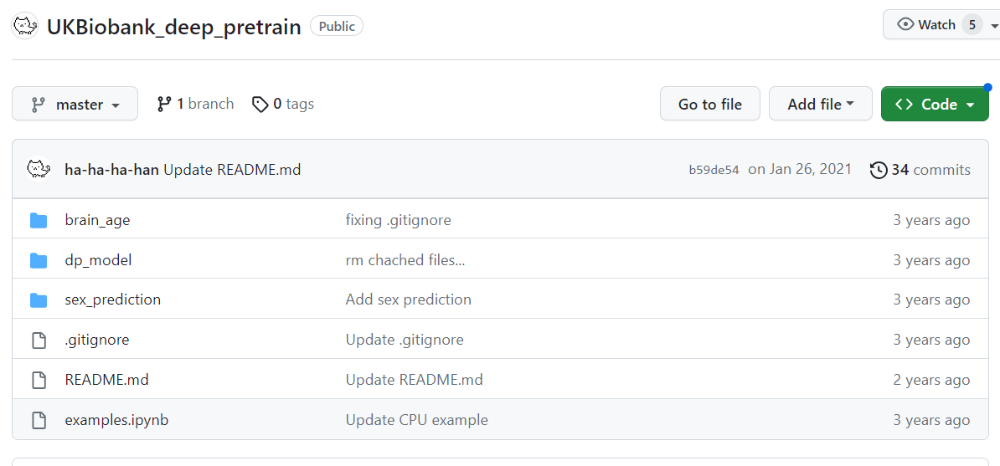 UKBiobank_deep_pretrain Public Watch 5
master 1 branch 0 tags Go to file Add file Code
ha-ha-ha-han Update README.md b59de54 on Jan 26, 2021 34 commits
brain_age fixing .gitignore 3 years ago
dp_model rm chached files... 3 years ago
sex_prediction Add sex prediction 3 years ago
.gitignore Update .gitignore 3 years ago
README.md Update README.md 2 years ago
examples.ipynb Update CPU example 3 years ago